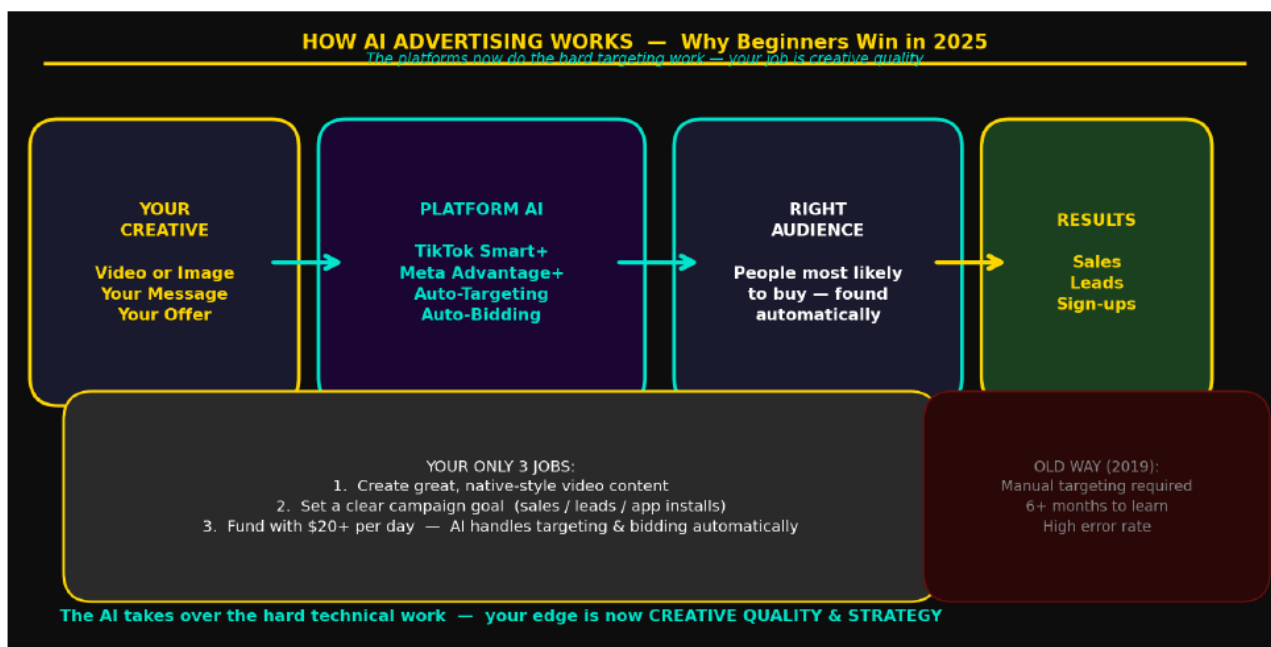 HOW AI ADVERTISING WORKS — Why Beginners Win in 2025
The platforms now do the hard targeting work — your job is creative quality
YOUR
CREATIVE
Video or Image
Your Message
Your Offer
PLATFORM AI
TikTok Smart+
Meta Advantage+
Auto-Targeting
Auto-Bidding
RIGHT
AUDIENCE
People most likely
to buy — found
automatically
RESULTS
Sales
Leads
Sign-ups
YOUR ONLY 3 JOBS:
1. Create great, native-style video content
2. Set a clear campaign goal (sales / leads / app installs)
3. Fund with $20+ per day — AI handles targeting & bidding automatically
OLD WAY (2019):
Manual targeting required
6+ months to learn
High error rate
The AI takes over the hard technical work — your edge is now CREATIVE QUALITY & STRATEGY